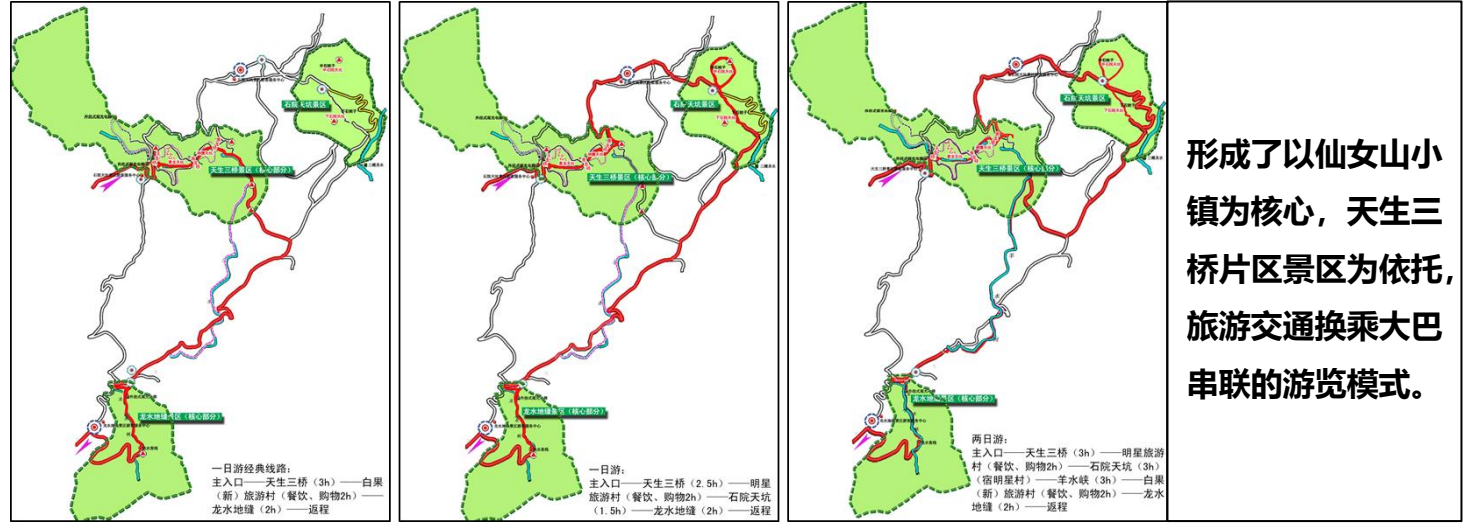 石院天坑景区
天生三桥景区（核心部分）
龙水地缝景区（核心部分）
一日游经典线路：
主入口——天生三桥（3h）——白果
（新）旅游村（餐饮、购物2h）——
龙水地缝（2h）——返程
石院天坑景区
天生三桥景区（核心部分）
龙水地缝景区（核心部分）
一日游：
主入口——天生三桥（2.5h）——明星
旅游村（餐饮、购物2h）——石院天坑
（1.5h）——龙水地缝（2h）——返程
石院天坑景区
天生三桥景区（核心部分）
龙水地缝景区（核心部分）
两日游：
主入口——天生三桥（3h）——明星旅游
村（餐饮、购物2h）——石院天坑（3h）
（宿明星村）——羊水峡（3h）——白果
（新）旅游村（餐饮、购物2h）——龙水
地缝（2h）——返程
形成了以仙女山小
镇为核心，天生三
桥片区景区为依托，
旅游交通换乘大巴
串联的游览模式。